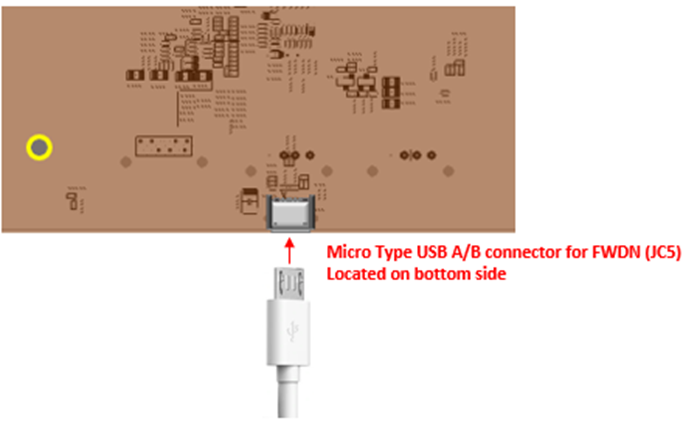 Micro Type USB A/B connector for FWDN (JC5)
Located on bottom side